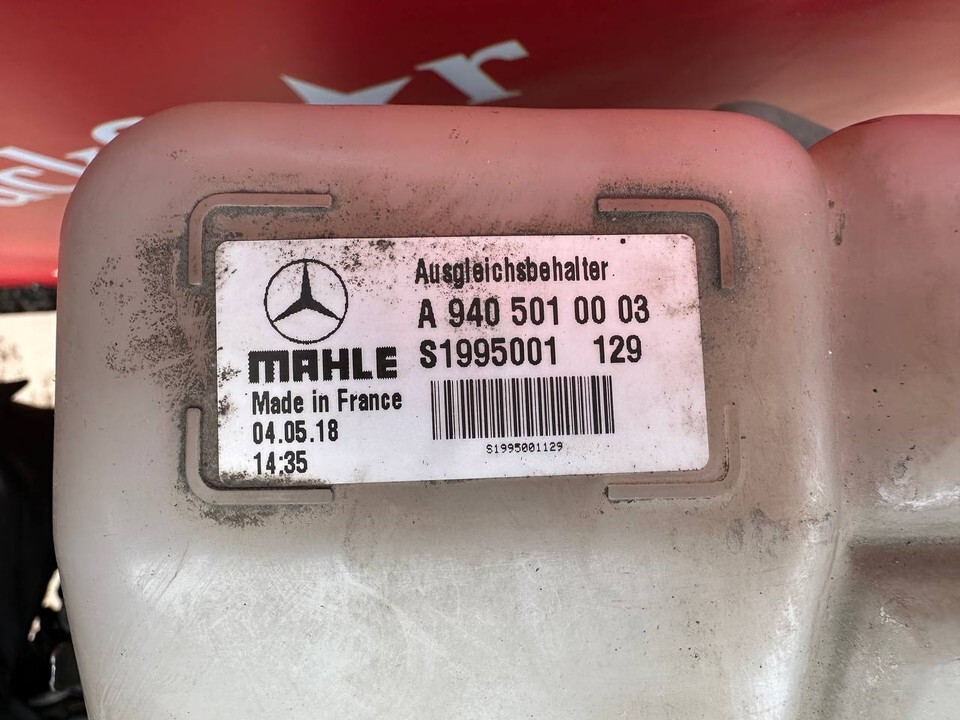 Ausgleichsbehalter
A 940 501 00 03
S1995001 129
MAHLE
Made in France
04.05.18
14:35
S1995001129